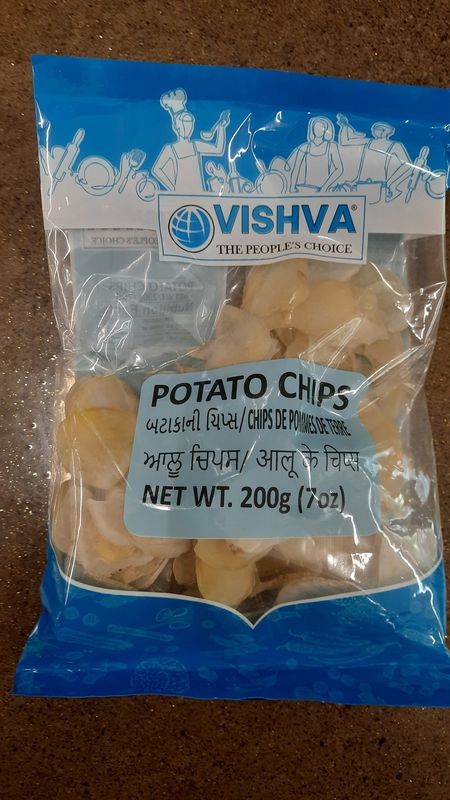 VISHVA®
THE PEOPLE'S CHOICE
POTATO CHIPS
બટાકાની ચિપ્સ/CHIPS DE POMMES DE TERRE
ਆਲੂ ਚਿਪਸ/ आलू के चिप्स
NET WT. 200g (7oz)